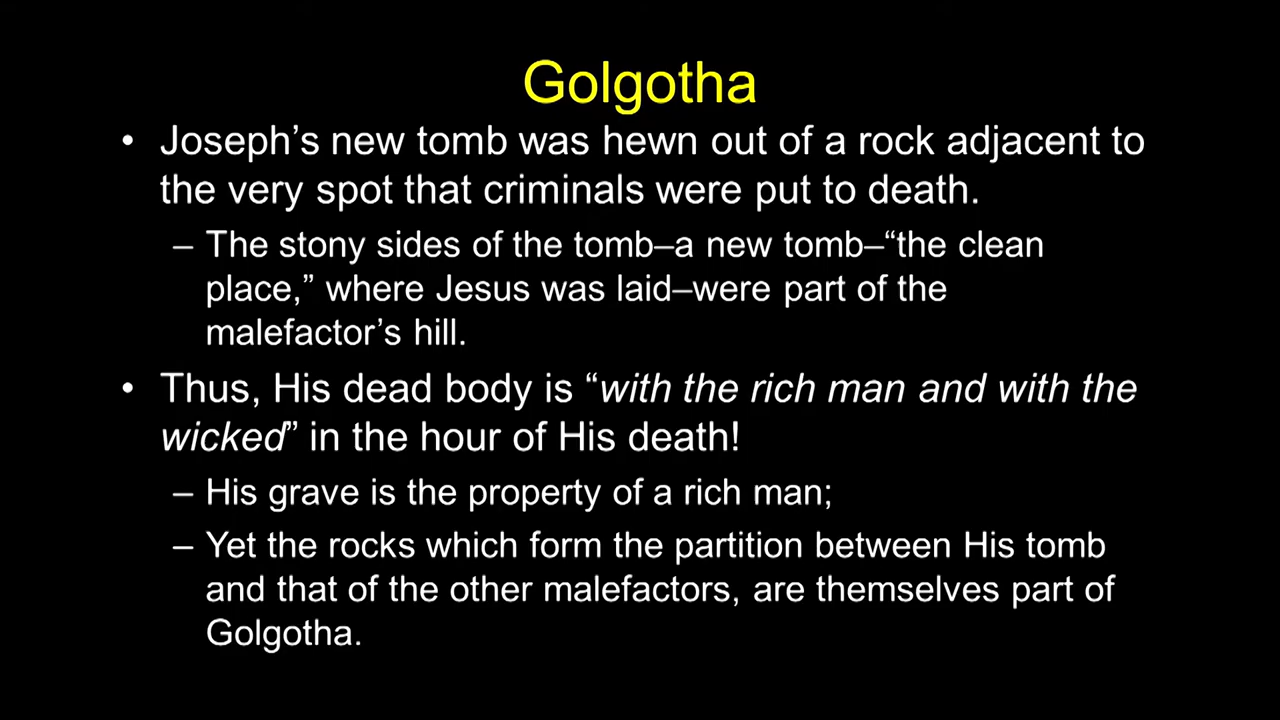 Golgotha
• Joseph’s new tomb was hewn out of a rock adjacent to
the very spot that criminals were put to death.
– The stony sides of the tomb–a new tomb–“the clean
place,” where Jesus was laid–were part of the
malefactor’s hill.
• Thus, His dead body is “with the rich man and with the
wicked” in the hour of His death!
– His grave is the property of a rich man;
– Yet the rocks which form the partition between His tomb
and that of the other malefactors, are themselves part of
Golgotha.